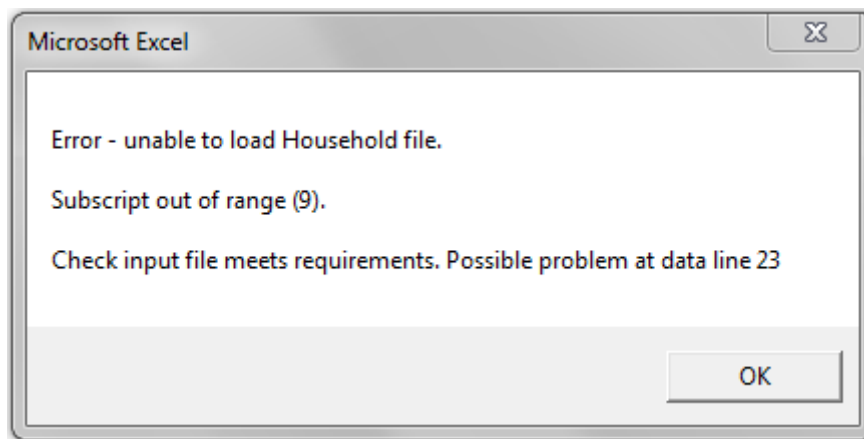 Microsoft Excel
Error - unable to load Household file.
Subscript out of range (9).
Check input file meets requirements. Possible problem at data line 23
OK